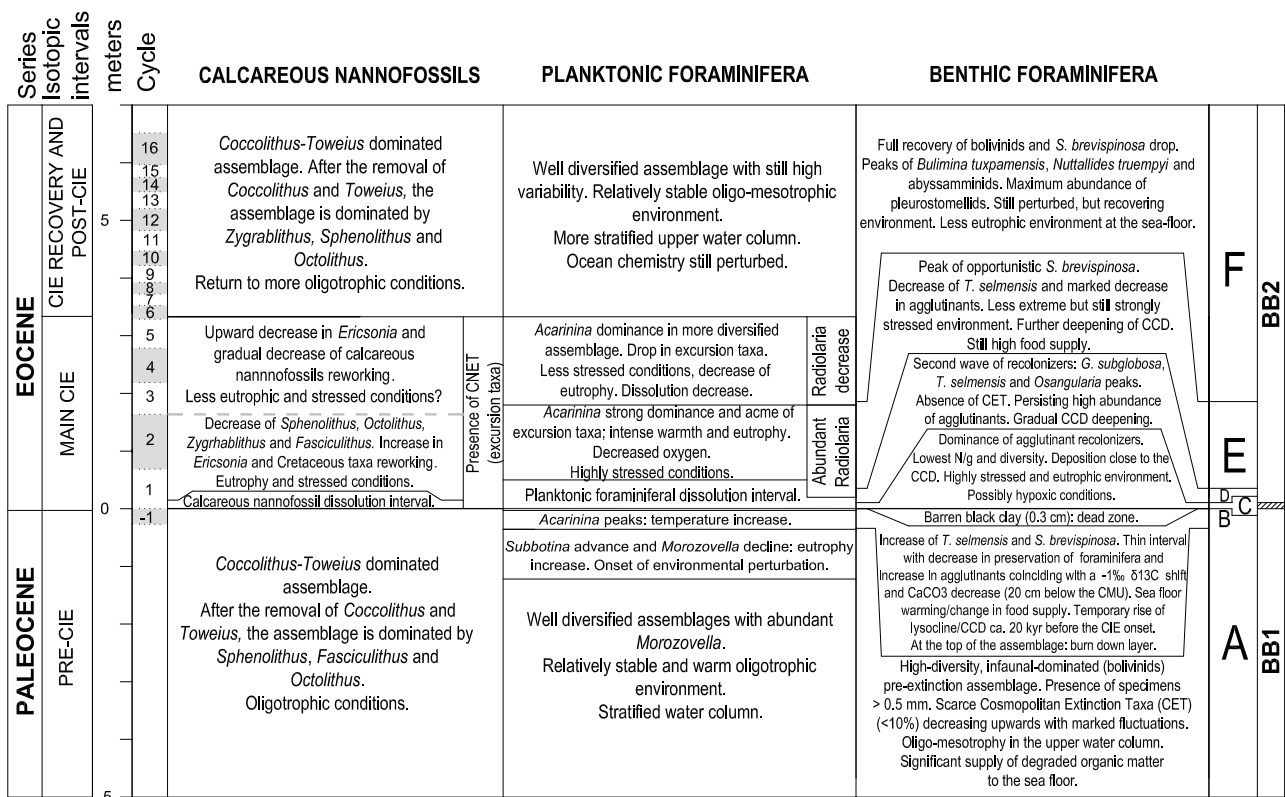 Series
Isotopic
intervals
meters
Cycle
CALCAREOUS NANNOFOSSILS
PLANKTONIC FORAMINIFERA
BENTHIC FORAMINIFERA
EOCENE
PALEOCENE
CIE RECOVERY AND
POST-CIE
MAIN CIE
PRE-CIE
5
0
5
16
15
14
13
12
11
10
9
8
7
6
5
4
3
2
1
-1
Coccolithus-Toweius dominated
assemblage. After the removal of
Coccolithus and Toweius, the
assemblage is dominated by
Zygrablithus, Sphenolithus and
Octolithus.
Return to more oligotrophic conditions.
Upward decrease in Ericsonia and
gradual decrease of calcareous
nannnofossils reworking.
Less eutrophic and stressed conditions?
Decrease of Sphenolithus, Octolithus,
Zygrhablithus and Fasciculithus. Increase in
Ericsonia and Cretaceous taxa reworking.
Eutrophy and stressed conditions.
Calcareous nannofossil dissolution interval.
Presence of CNET
(excursion taxa)
Coccolithus-Toweius dominated
assemblage.
After the removal of Coccolithus and
Toweius, the assemblage is dominated by
Sphenolithus, Fasciculithus and
Octolithus.
Oligotrophic conditions.
Well diversified assemblage with still high
variability. Relatively stable oligo-mesotrophic
environment.
More stratified upper water column.
Ocean chemistry still perturbed.
Acarinina dominance in more diversified
assemblage. Drop in excursion taxa.
Less stressed conditions, decrease
of eutrophy. Dissolution decrease.
Radiolaria
decrease
Acarinina strong dominance and acme of
excursion taxa; intense warmth and eutrophy.
Decreased oxygen.
Highly stressed conditions.
Abundant
Radiolaria
Planktonic foraminiferal dissolution interval.
Acarinina peaks: temperature increase.
Subbotina advance and Morozovella decline: eutrophy
increase. Onset of environmental perturbation.
Well diversified assemblages with abundant
Morozovella.
Relatively stable and warm oligotrophic
environment.
Stratified water column.
Full recovery of bolivinids and S. brevispinosa drop.
Peaks of Bulimina tuxpamensis, Nuttallides truempyi and
abyssamminids. Maximum abundance of
pleurostomellids. Still perturbed, but recovering
environment. Less eutrophic environment at the sea-floor.
Peak of opportunistic S. brevispinosa.
Decrease of T. selmensis and marked decrease
in agglutinants. Less extreme but still strongly
stressed environment. Further deepening of CCD.
Still high food supply.
Second wave of recolonizers: G. subglobosa,
T. selmensis and Osangularia peaks.
Absence of CET. Persisting high abundance
of agglutinants. Gradual CCD deepening.
Dominance of agglutinant recolonizers.
Lowest N/g and diversity. Deposition close to the
CCD. Highly stressed and eutrophic environment.
Possibly hypoxic conditions.
Barren black clay (0.3 cm): dead zone.
Increase of T. selmensis and S. brevispinosa. Thin interval
with decrease in preservation of foraminifera and
increase in agglutinants coinciding with a -1‰ δ13C shift
and CaCO3 decrease (20 cm below the CMU). Sea floor
warming/change in food supply. Temporary rise of
lysocline/CCD ca. 20 kyr before the CIE onset.
At the top of the assemblage: burn down layer.
High-diversity, infaunal-dominated (bolivinids)
pre-extinction assemblage. Presence of specimens
> 0.5 mm. Scarce Cosmopolitan Extinction Taxa (CET)
(<10%) decreasing upwards with marked fluctuations.
Oligo-mesotrophy in the upper water column.
Significant supply of degraded organic matter
to the sea floor.
F
E
D
C
B
A
BB2
BB1